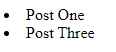 • Post One
• Post Three